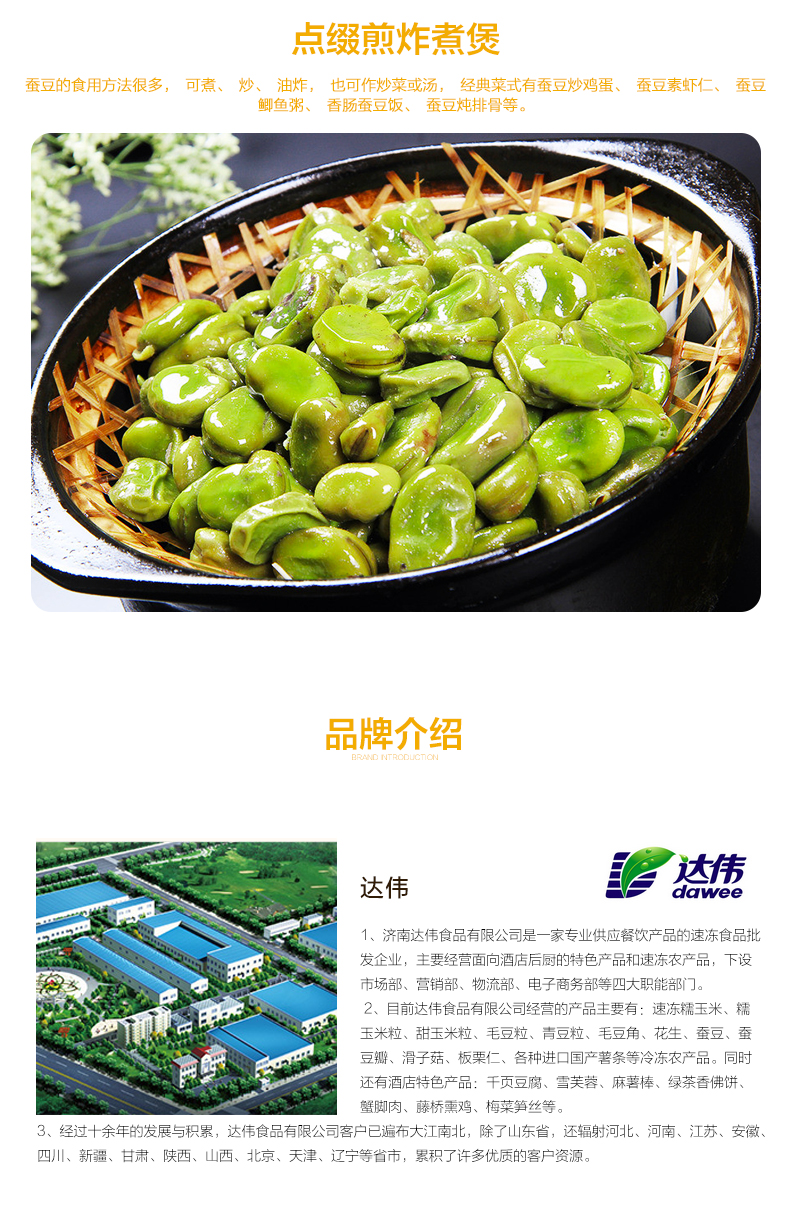 点缀煎炸煮煲
蚕豆的食用方法很多， 可煮、 炒、 油炸， 也可作炒菜或汤， 经典菜式有蚕豆炒鸡蛋、 蚕豆素虾仁、 蚕豆
鲫鱼粥、 香肠蚕豆饭、 蚕豆炖排骨等。
品牌介绍
BRAND INTRODUCTION
达伟
dawee
达伟
1、济南达伟食品有限公司是一家专业供应餐饮产品的速冻食品批
发企业，主要经营面向酒店后厨的特色产品和速冻农产品，下设
市场部、营销部、物流部、电子商务部等四大职能部门。
2、目前达伟食品有限公司经营的产品主要有：速冻糯玉米、糯
玉米粒、甜玉米粒、毛豆粒、青豆粒、毛豆角、花生、蚕豆、蚕
豆瓣、滑子菇、板栗仁、各种进口国产薯条等冷冻农产品。同时
还有酒店特色产品：千页豆腐、雪芙蓉、麻薯棒、绿茶香佛饼、
蟹脚肉、藤桥熏鸡、梅菜笋丝等。
3、经过十余年的发展与积累，达伟食品有限公司客户已遍布大江南北，除了山东省，还辐射河北、河南、江苏、安徽、
四川、新疆、甘肃、陕西、山西、北京、天津、辽宁等省市，累积了许多优质的客户资源。